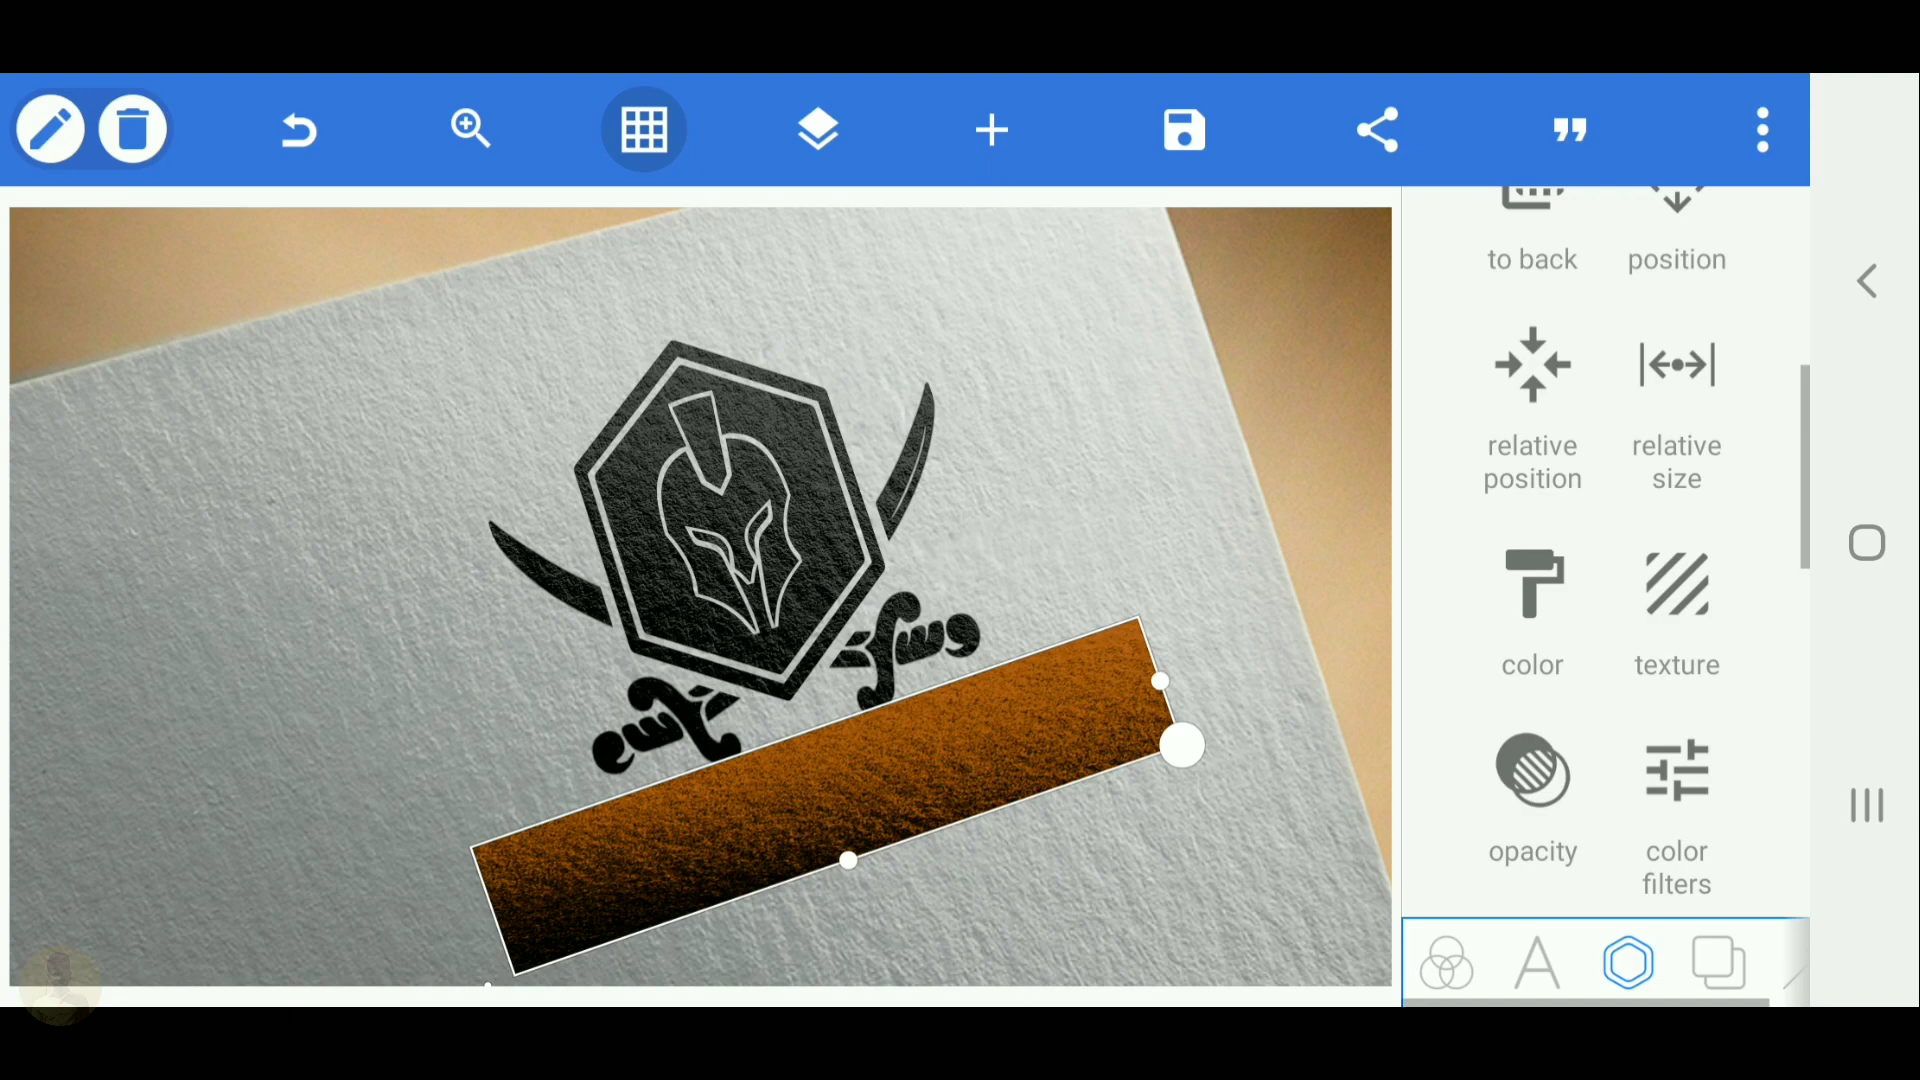 to back
position
relative
position
relative
size
color
texture
opacity
color
filters